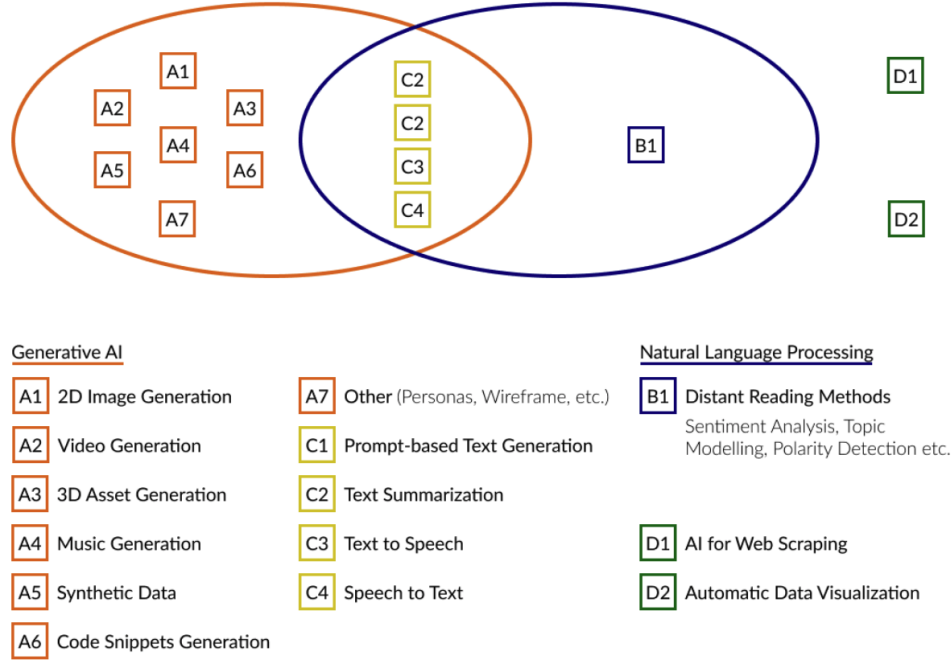 A1
A2
A3
A4
A5
A6
A7
C2
C2
C3
C4
B1
D1
D2
Generative AI
A1 2D Image Generation
A2 Video Generation
A3 3D Asset Generation
A4 Music Generation
A5 Synthetic Data
A6 Code Snippets Generation
A7 Other (Personas, Wireframe, etc.)
C1 Prompt-based Text Generation
C2 Text Summarization
C3 Text to Speech
C4 Speech to Text
Natural Language Processing
B1 Distant Reading Methods
Sentiment Analysis, Topic
Modelling, Polarity Detection etc.
D1 AI for Web Scraping
D2 Automatic Data Visualization